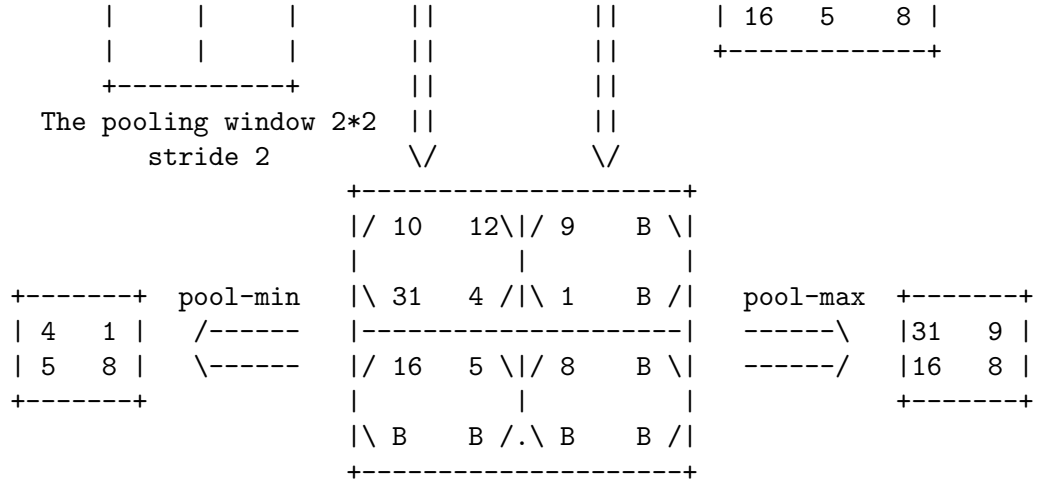 |     |     |       ||         ||      | 16   5    8 |
      |     |     |       ||         ||      +-------------+
      +-----------+       ||         ||
  The pooling window 2*2  ||         ||
         stride 2         \/         \/
                      +---------------------+
                      |/ 10   12\|/ 9    B \|
                      |          |          |
+-------+  pool-min   |\ 31   4 /|\ 1    B /|   pool-max  +-------+
| 4   1 |   /------   |---------------------|   ------\   |31   9 |
| 5   8 |   \------   |/ 16   5 \|/ 8    B \|   ------/   |16   8 |
+-------+             |          |          |             +-------+
                      |\ B    B /.\ B    B /|
                      +---------------------+